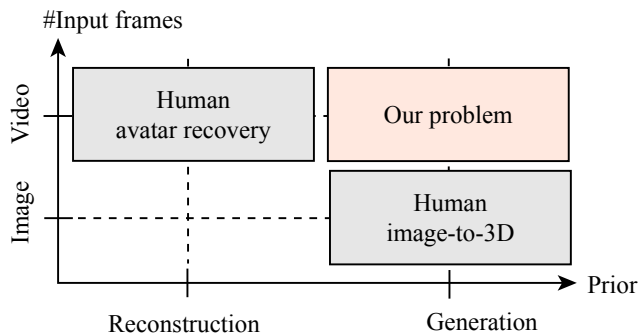 #Input frames
Video
Human
avatar recovery
Our problem
Image
Human
image-to-3D
Prior
Reconstruction
Generation